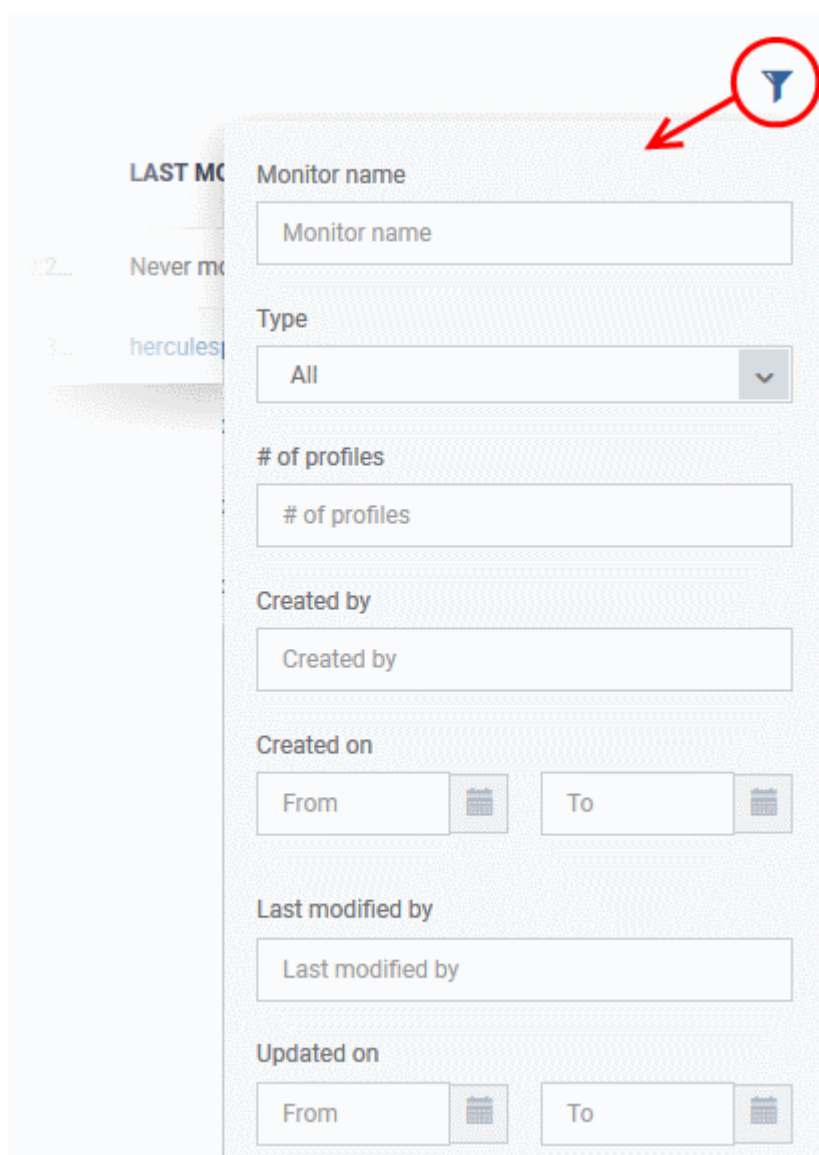 LAST MO
Monitor name
Monitor name
Never mo
Type
hercules
All
# of profiles
# of profiles
Created by
Created by
Created on
From To
Last modified by
Last modified by
Updated on
From To